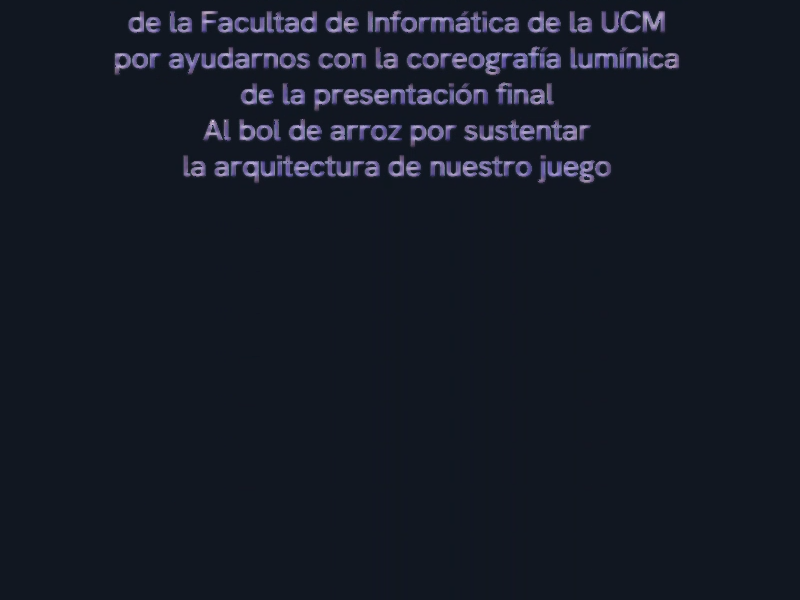 de la Facultad de Informática de la UCM
por ayudarnos con la coreografía lumínica
de la presentación final
Al bol de arroz por sustentar
la arquitectura de nuestro juego